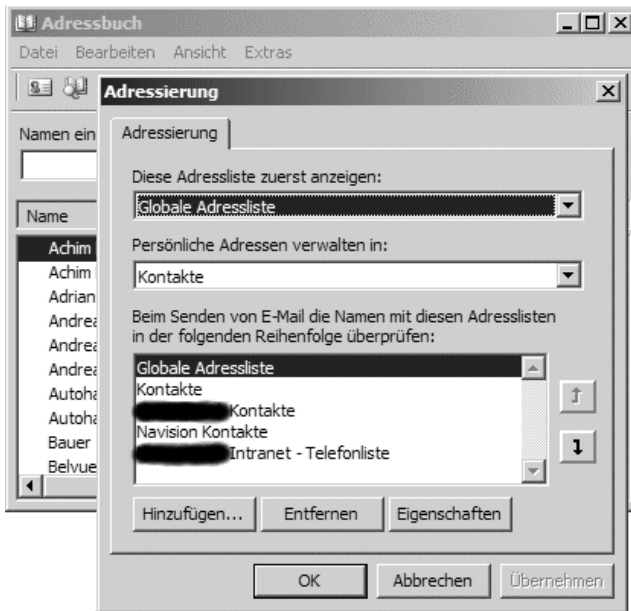 Adressbuch
Datei Bearbeiten Ansicht Extras
Adressierung
Namen ein
Adressierung
Diese Adressliste zuerst anzeigen:
Globale Adressliste
Name
Persönliche Adressen verwalten in:
Kontakte
Achim
Achim
Adrian
Andrea
Andrea
Andrea
Autoha
Autoha
Bauer
Belvue
Beim Senden von E-Mail die Namen mit diesen Adresslisten
in der folgenden Reihenfolge überprüfen:
Globale Adressliste
Kontakte
Kontakte
Navision Kontakte
Intranet - Telefonliste
Hinzufügen... Entfernen Eigenschaften
OK Abbrechen Übernehmen